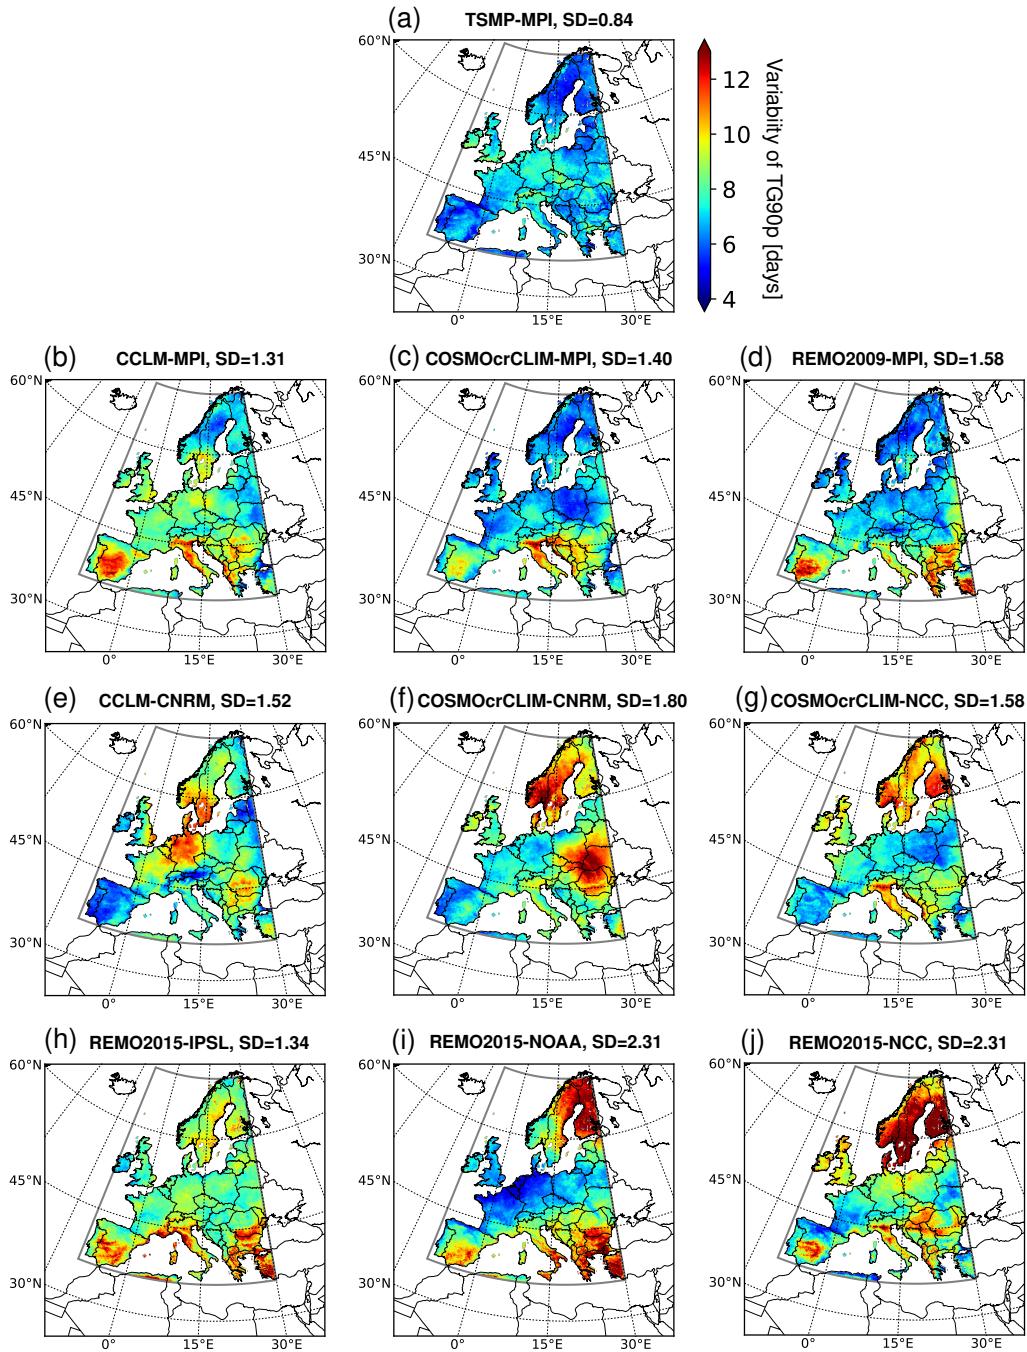 (a) TSMP-MPI, SD=0.84
60°N
45°N
30°N
0° 15°E 30°E
12
10
8
6
4
Variabiity of TG90p [days]
(b) CCLM-MPI, SD=1.31
60°N
45°N
30°N
0° 15°E 30°E
(c) COSMOcrCLIM-MPI, SD=1.40
60°N
45°N
30°N
0° 15°E 30°E
(d) REMO2009-MPI, SD=1.58
60°N
45°N
30°N
0° 15°E 30°E
(e) CCLM-CNRM, SD=1.52
60°N
45°N
30°N
0° 15°E 30°E
(f) COSMOcrCLIM-CNRM, SD=1.80
60°N
45°N
30°N
0° 15°E 30°E
(g) COSMOcrCLIM-NCC, SD=1.58
60°N
45°N
30°N
0° 15°E 30°E
(h) REMO2015-IPSL, SD=1.34
60°N
45°N
30°N
0° 15°E 30°E
(i) REMO2015-NOAA, SD=2.31
60°N
45°N
30°N
0° 15°E 30°E
(j) REMO2015-NCC, SD=2.31
60°N
45°N
30°N
0° 15°E 30°E